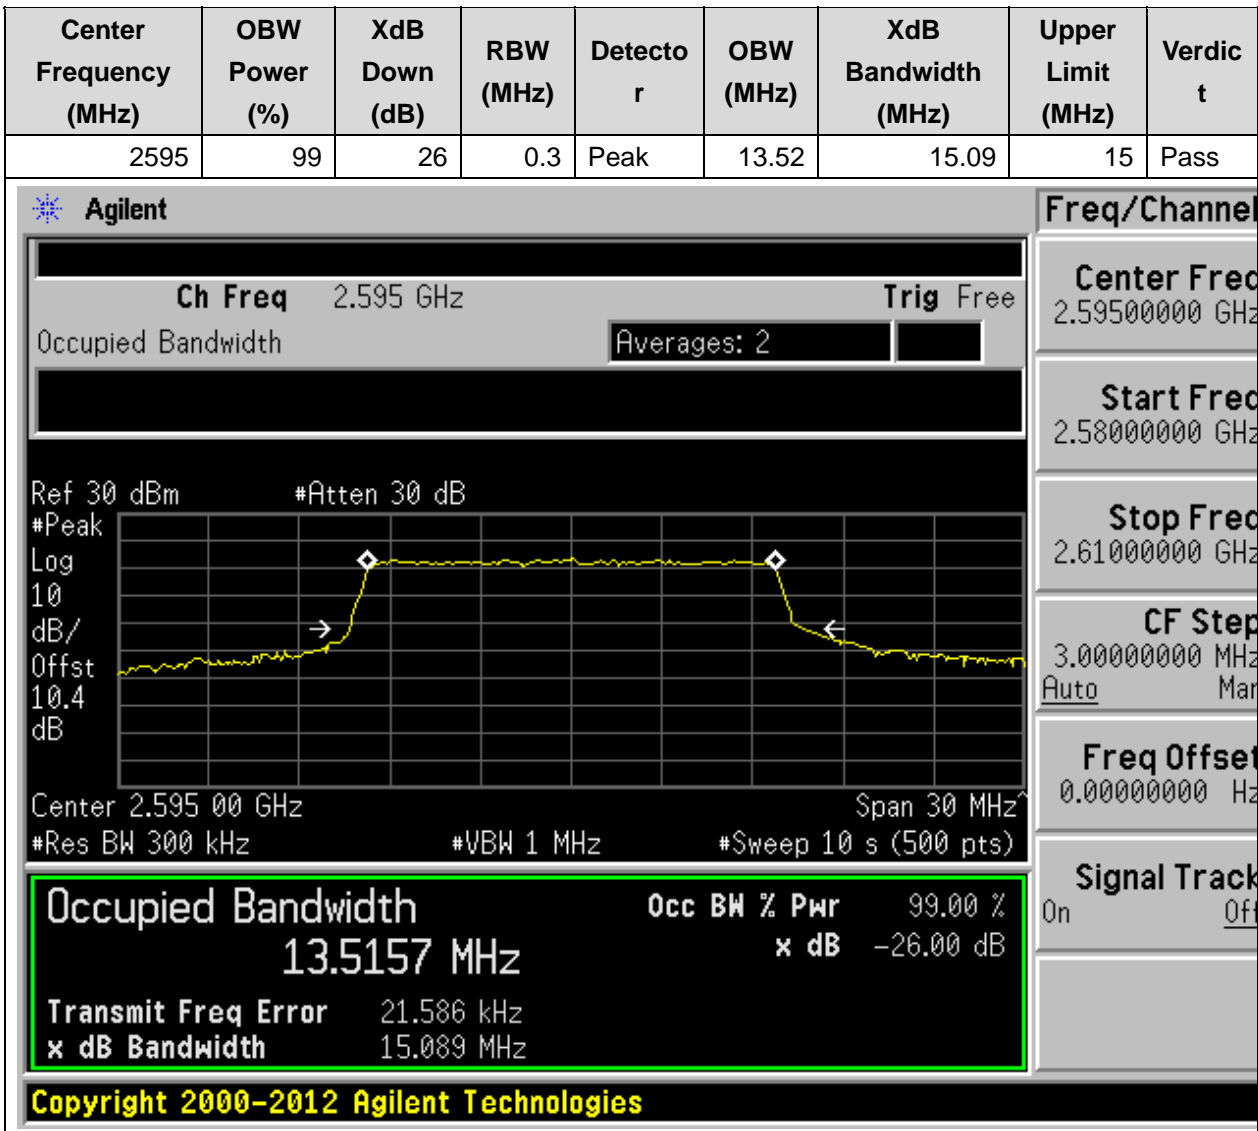 Center Frequency (MHz) OBW Power (%) XdB Down (dB) RBW (MHz) Detector OBW (MHz) XdB Bandwidth (MHz) Upper Limit (MHz) Verdict
2595 99 26 0.3 Peak 13.52 15.09 15 Pass
Agilent
Ch Freq 2.595 GHz Trig Free
Occupied Bandwidth Averages: 2
Ref 30 dBm #Atten 30 dB
#Peak
Log
10
dB/
Offst
10.4
dB
Center 2.595 00 GHz Span 30 MHz^
#Res BW 300 kHz #VBW 1 MHz #Sweep 10 s (500 pts)
Occupied Bandwidth Occ BW % Pwr 99.00 %
13.5157 MHz x dB -26.00 dB
Transmit Freq Error 21.586 kHz
x dB Bandwidth 15.089 MHz
Copyright 2000-2012 Agilent Technologies
Freq/Channel
Center Freq
2.59500000 GHz
Start Freq
2.58000000 GHz
Stop Freq
2.61000000 GHz
CF Step
3.00000000 MHz
Auto Man
Freq Offset
0.00000000 Hz
Signal Track
On Off